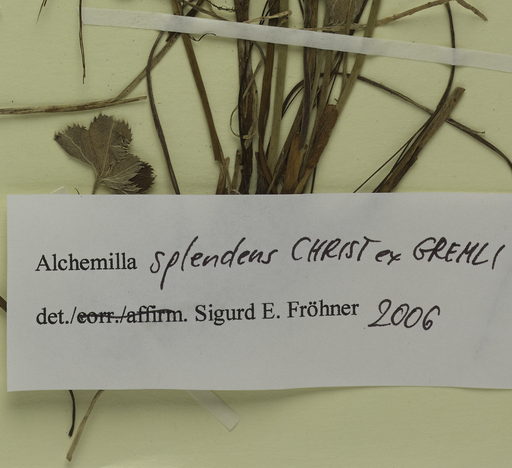 Alchemilla splendens CHRIST ex GREMLI
det./corr./affirm. Sigurd E. Fröhner 2006